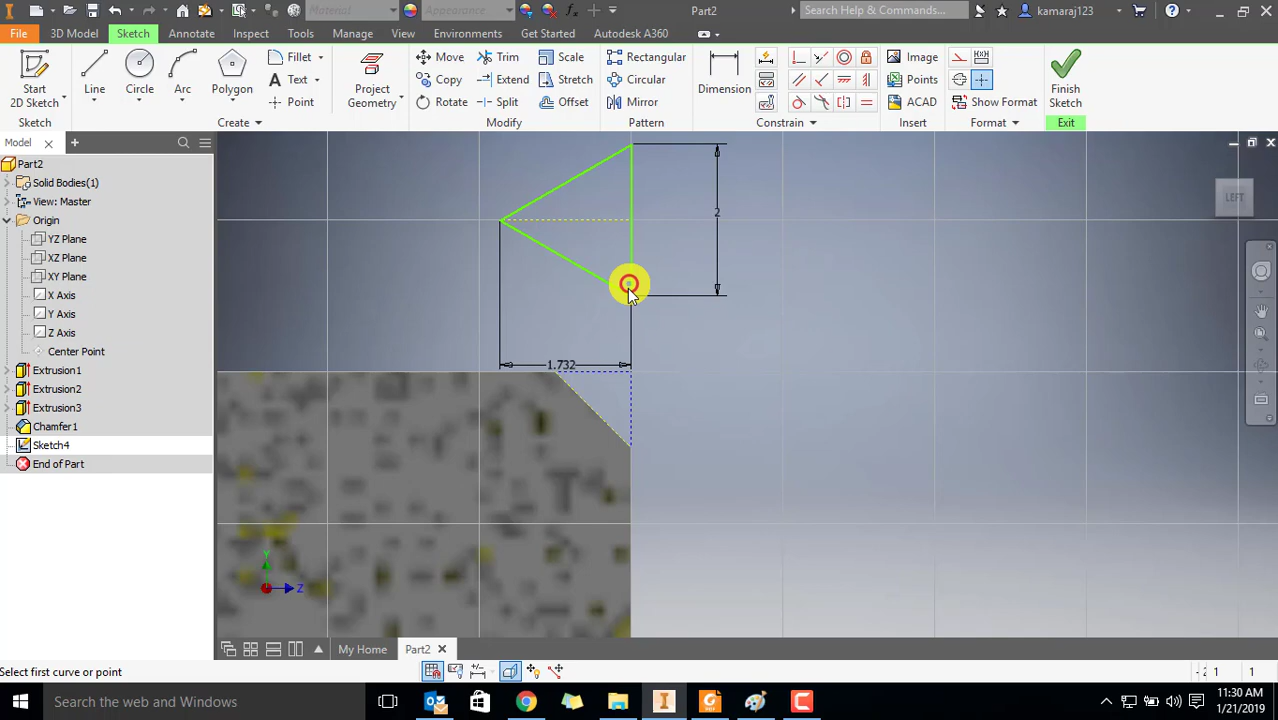 Material
Appearance
Part2
Search Help & Commands...
kamaraj123
File
3D Model
Sketch
Annotate
Inspect
Tools
Manage
View
Environments
Get Started
Autodesk A360
Start
2D Sketch
Line
Circle
Arc
Polygon
Fillet
Text
Point
Project
Geometry
Move
Copy
Rotate
Trim
Extend
Split
Scale
Stretch
Offset
Rectangular
Circular
Mirror
Dimension
Image
Points
ACAD
Show Format
Finish
Sketch
Sketch
Create
Modify
Pattern
Constrain
Insert
Format
Exit
Model
Part2
Solid Bodies(1)
View: Master
Origin
YZ Plane
XZ Plane
XY Plane
X Axis
Y Axis
Z Axis
Center Point
Extrusion1
Extrusion2
Extrusion3
Chamfer1
Sketch4
End of Part
2
1.732
LEFT
Y
Z
My Home
Part2
Select first curve or point
1
1
Search the web and Windows
11:30 AM
1/21/2019